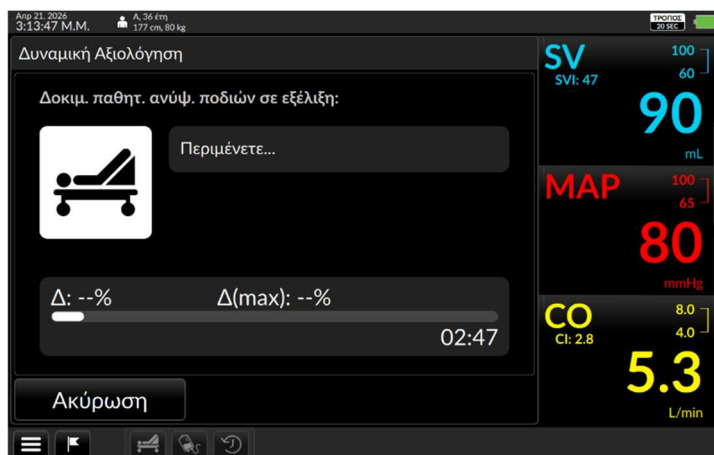 Απρ 21, 2026
3:13:47 Μ.Μ.
Α, 36 έτη
177 cm, 80 kg
ΤΡΟΠΟΣ
20 SEC
Δυναμική Αξιολόγηση
Δοκιμ. παθητ. ανύψ. ποδιών σε εξέλιξη:
Περιμένετε...
Δ: --%
Δ(max): --%
02:47
Ακύρωση
SV
SVI: 47
100
60
90
mL
MAP
100
65
80
mmHg
CO
CI: 2.8
8.0
4.0
5.3
L/min